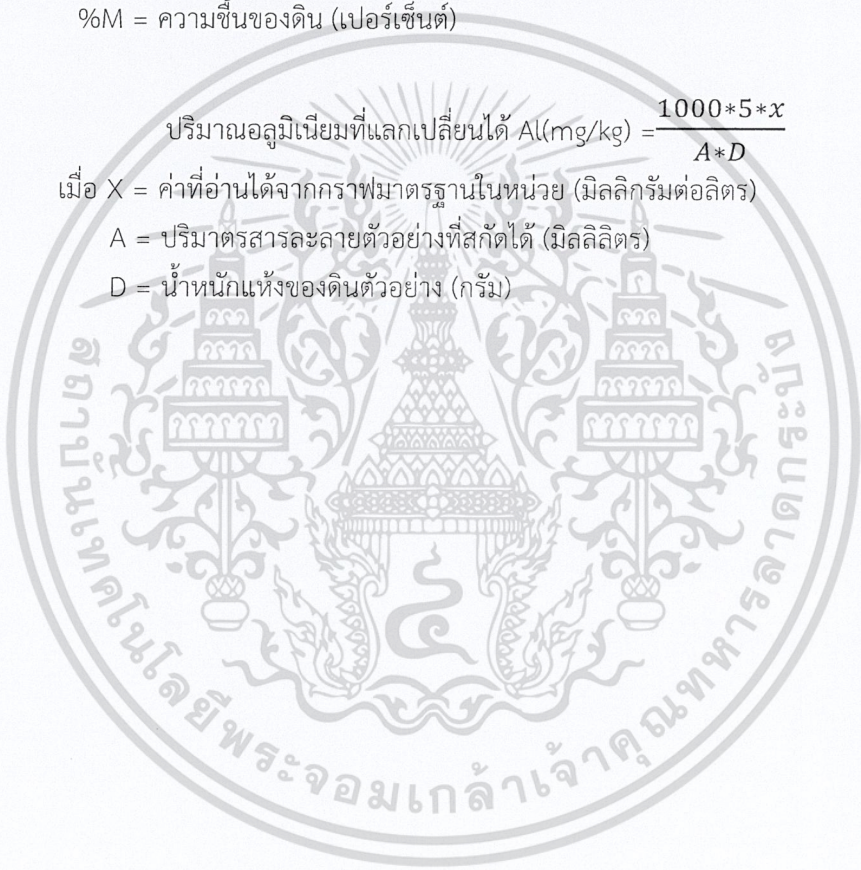 %M = ความชื้นของดิน (เปอร์เซ็นต์)
ปริมาณอลูมิเนียมที่แลกเปลี่ยนได้ Al(mg/kg) = 1000*5*x / A*D
เมื่อ X = ค่าที่อ่านได้จากกราฟมาตรฐานในหน่วย (มิลลิกรัมต่อลิตร)
A = ปริมาตรสารละลายตัวอย่างที่สกัดได้ (มิลลิลิตร)
D = น้ำหนักแห้งของดินตัวอย่าง (กรัม)
สถาบันเทคโนโลยีพระจอมเกล้าเจ้าคุณทหารลาดกระบัง